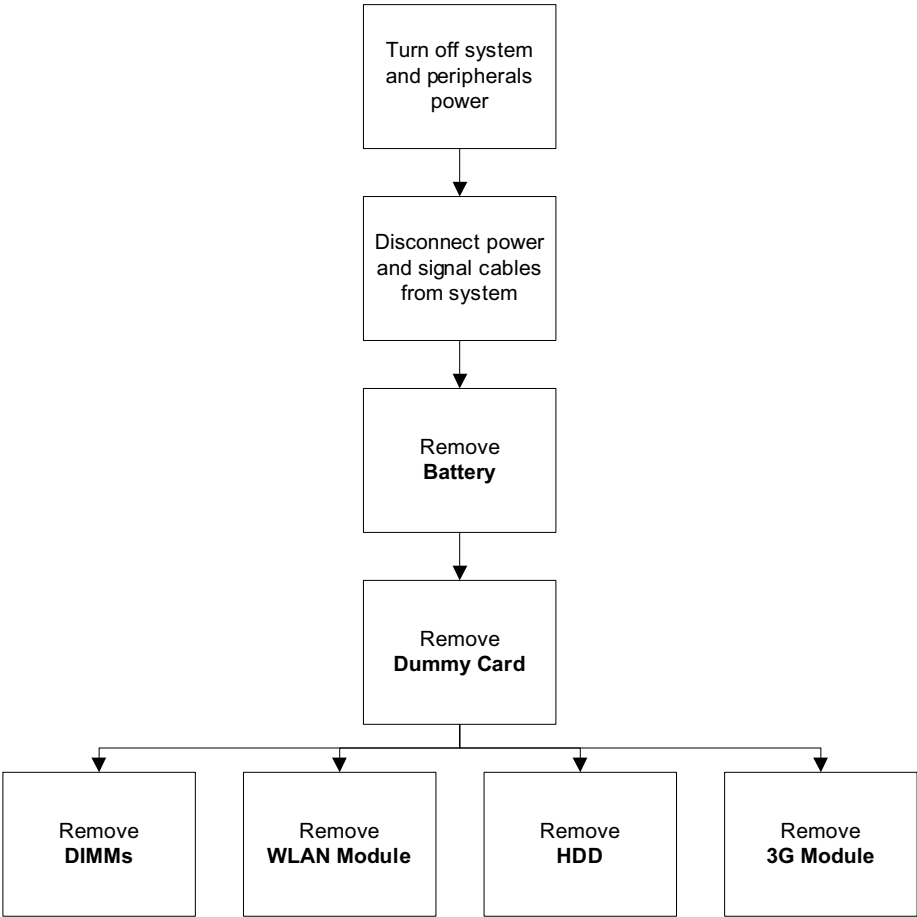 Turn off system
and peripherals
power
Disconnect power
and signal cables
from system
Remove
Battery
Remove
Dummy Card
Remove
DIMMs
Remove
WLAN Module
Remove
HDD
Remove
3G Module